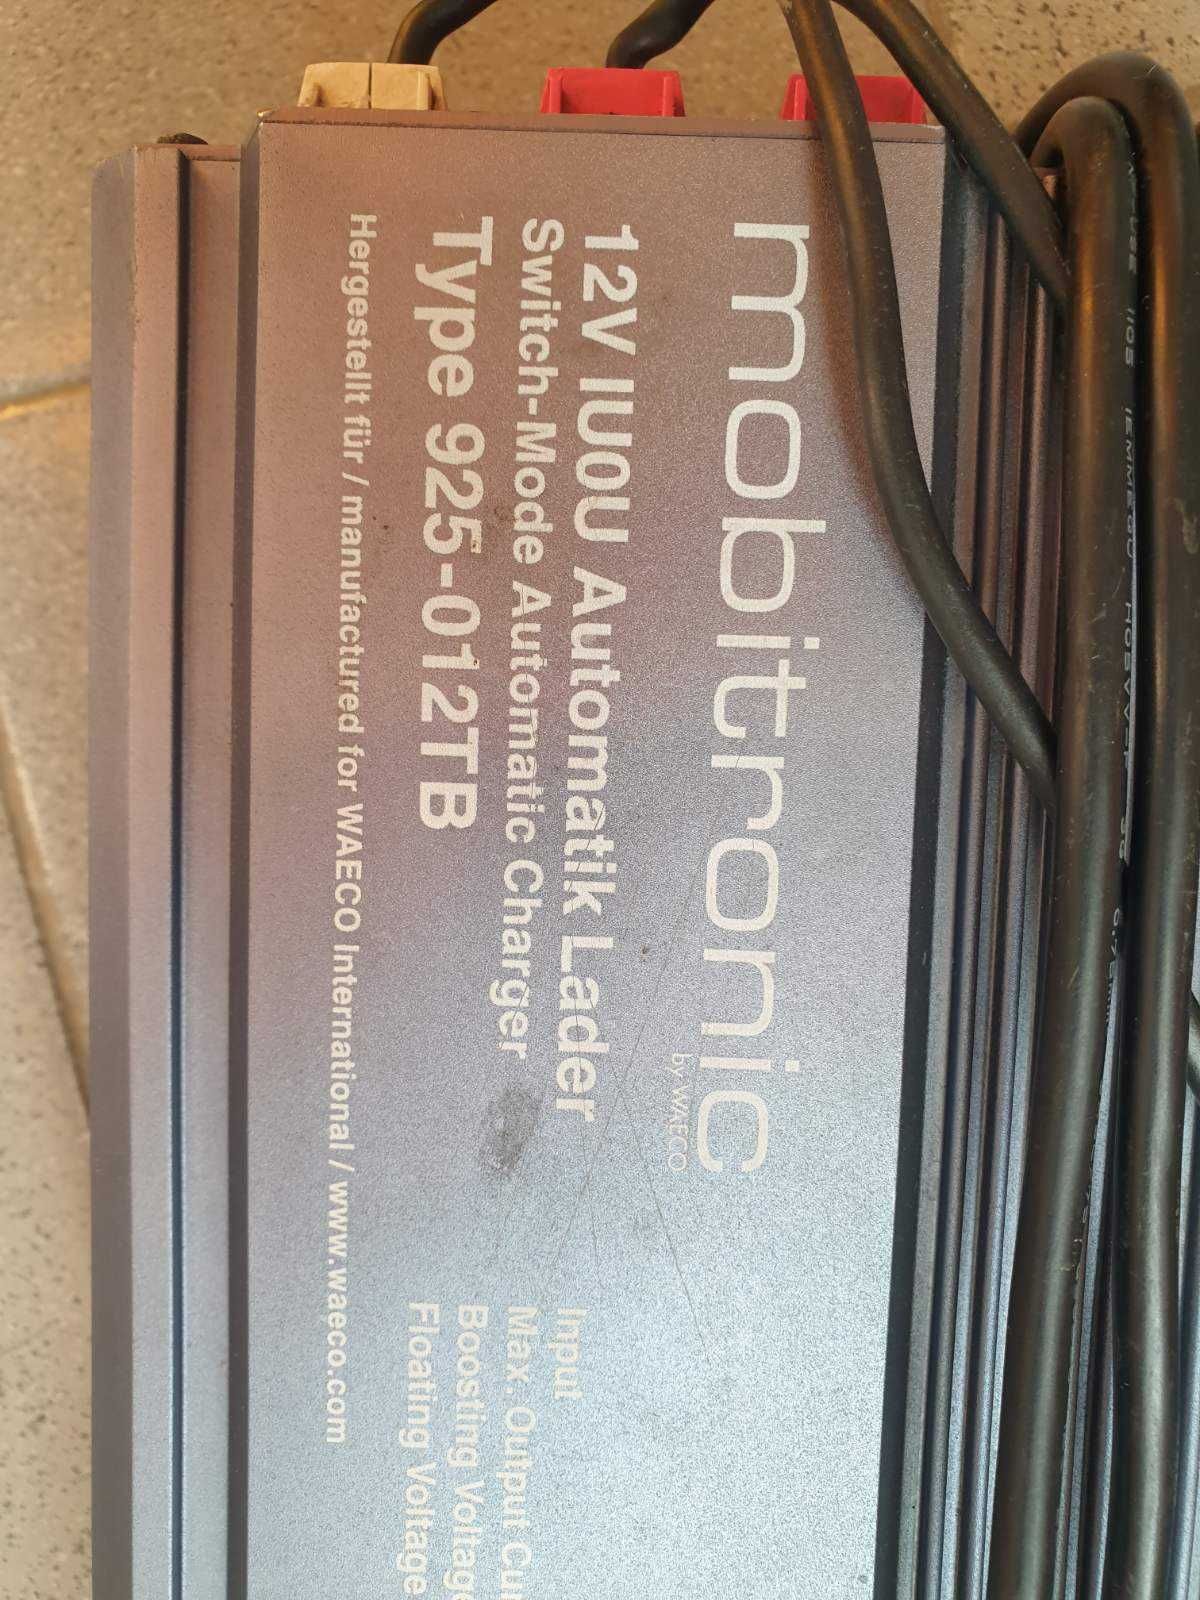 mobitronic
by WAECO
12V IU0U Automatik Lader
Switch-Mode Automatic Charger
Type 925-012TB
Hergestellt für / manufactured for WAECO International / www.waeco.com
Input
Max. Output Cur
Boosting Voltage
Floating Voltage